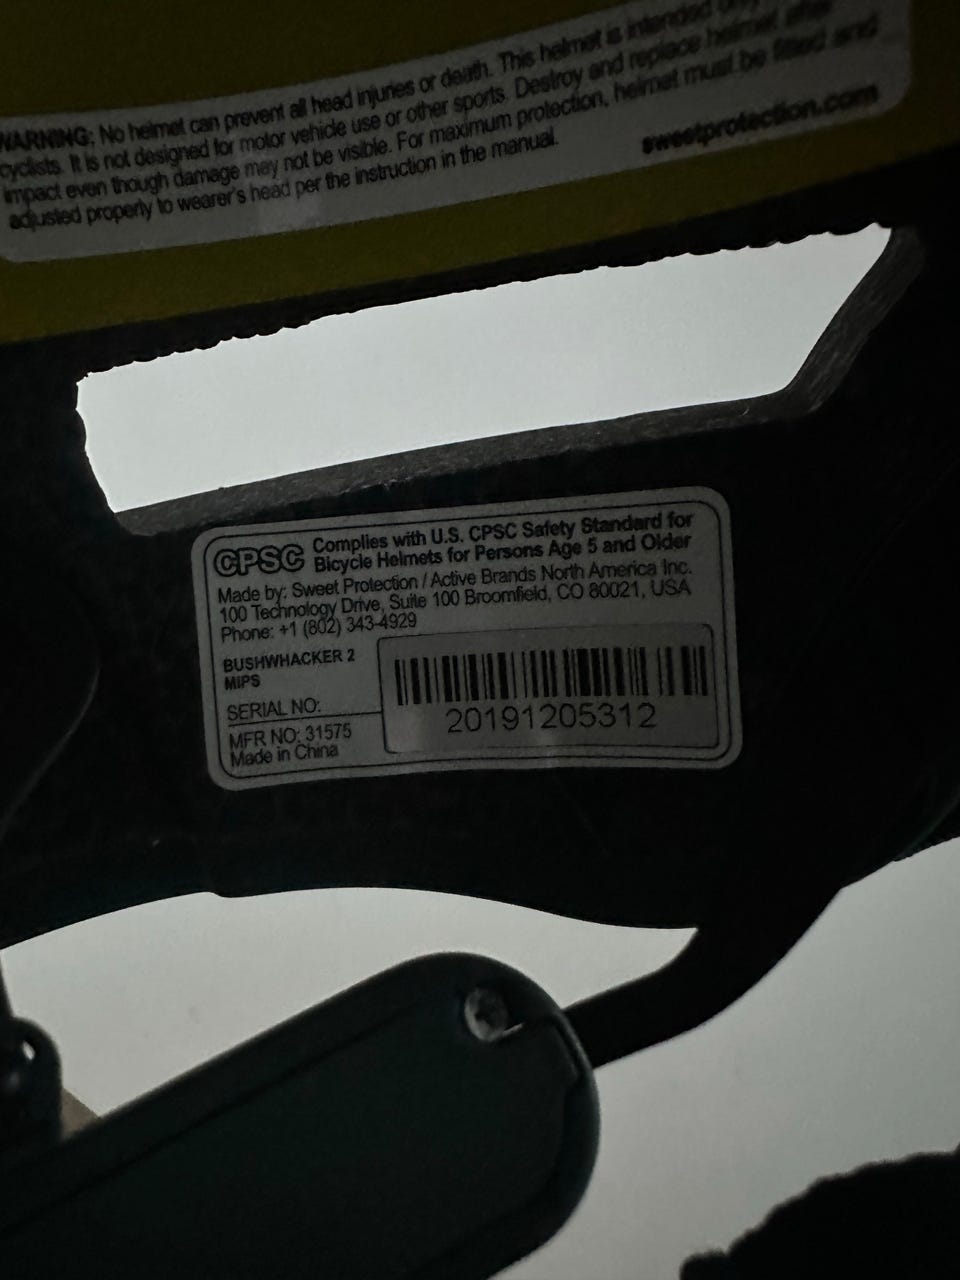 WARNING: No helmet can prevent all head injuries or death. This helmet is intended only
cyclists. It is not designed for motor vehicle use or other sports. Destroy and replace helmet after
impact even though damage may not be visible. For maximum protection, helmet must be fitted and
adjusted properly to wearer's head per the instruction in the manual.
sweetprotection.com
CPSC
Complies with U.S. CPSC Safety Standard for
Bicycle Helmets for Persons Age 5 and Older
Made by: Sweet Protection / Active Brands North America Inc.
100 Technology Drive, Suite 100 Broomfield, CO 80021, USA
Phone: +1 (802) 343-4929
BUSHWHACKER 2
MIPS
SERIAL NO:
MFR NO: 31575
Made in China
20191205312